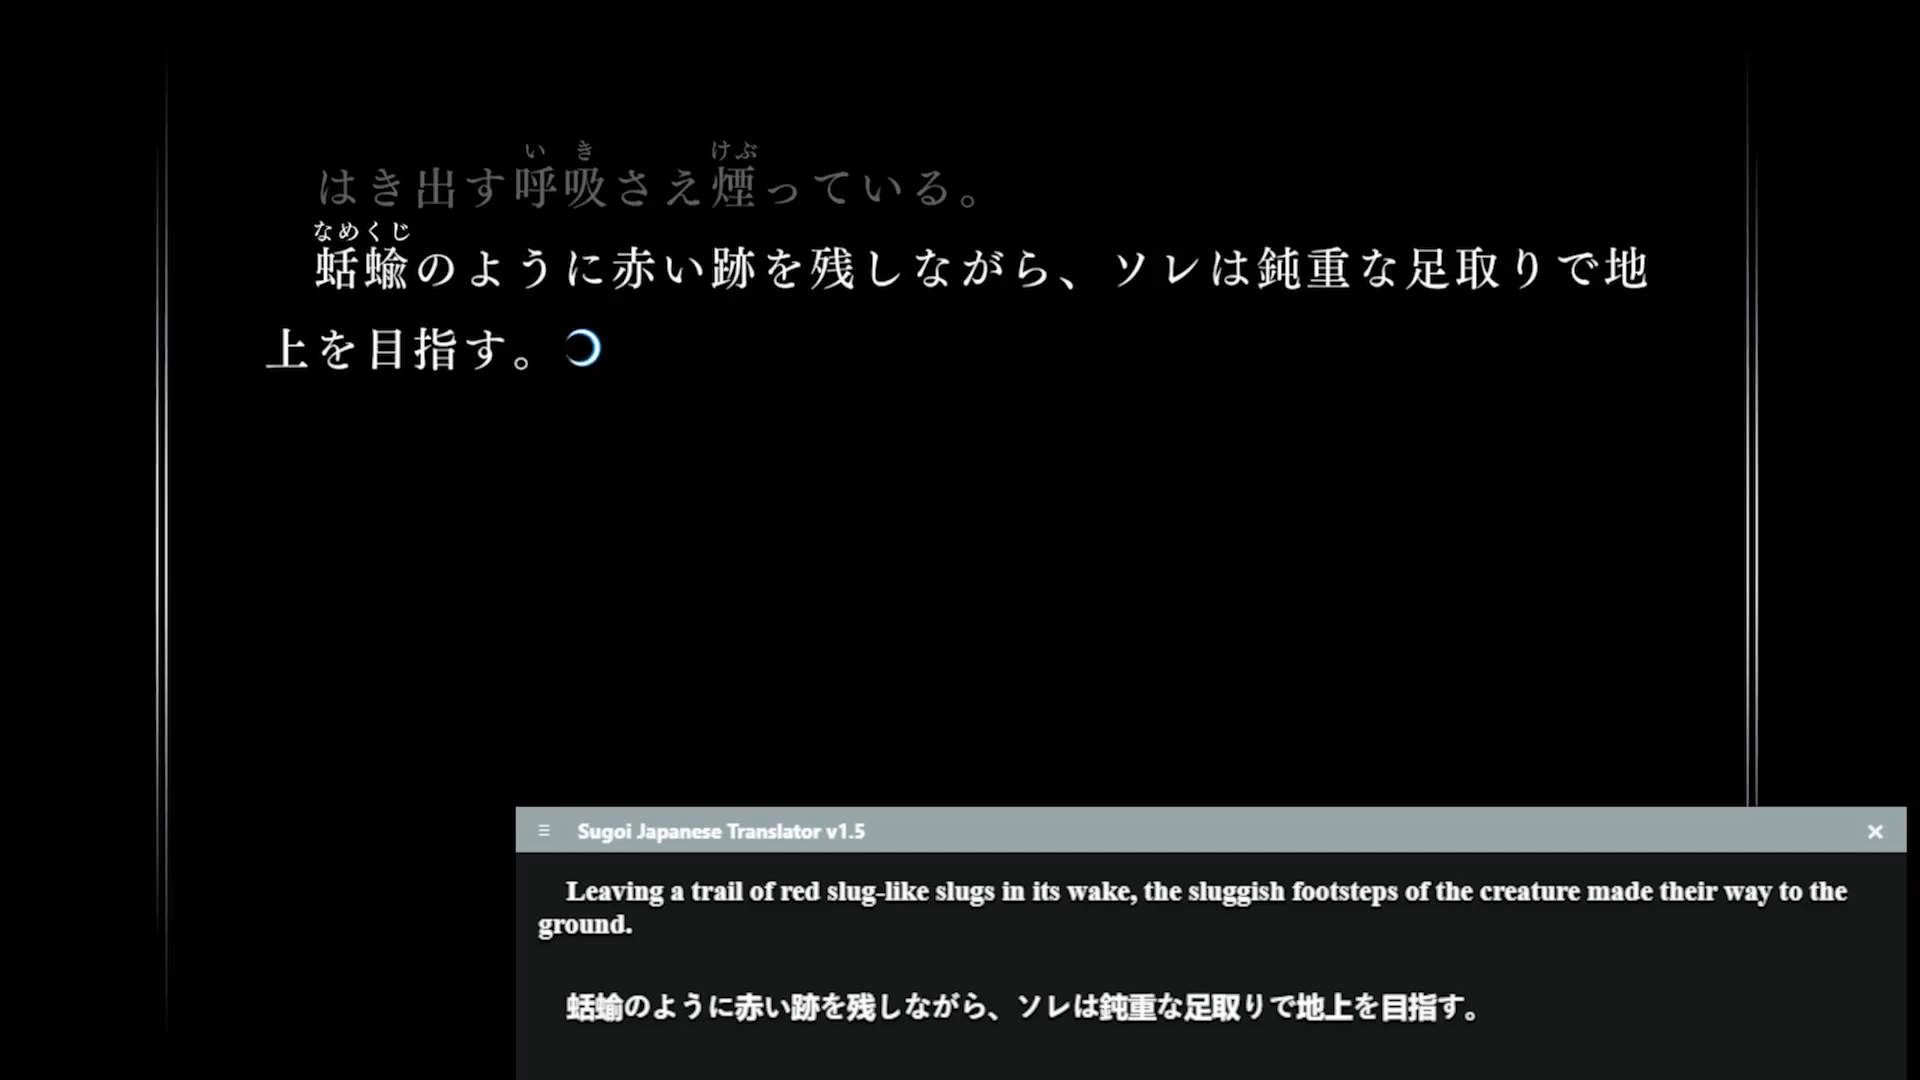 いき けぶ
はき出す呼吸さえ煙っている。
なめくじ
蛞蝓のように赤い跡を残しながら、ソレは鈍重な足取りで地
上を目指す。
Sugoi Japanese Translator v1.5
Leaving a trail of red slug-like slugs in its wake, the sluggish footsteps of the creature made their way to the
ground.
蛞蝓のように赤い跡を残しながら、ソレは鈍重な足取りで地上を目指す。